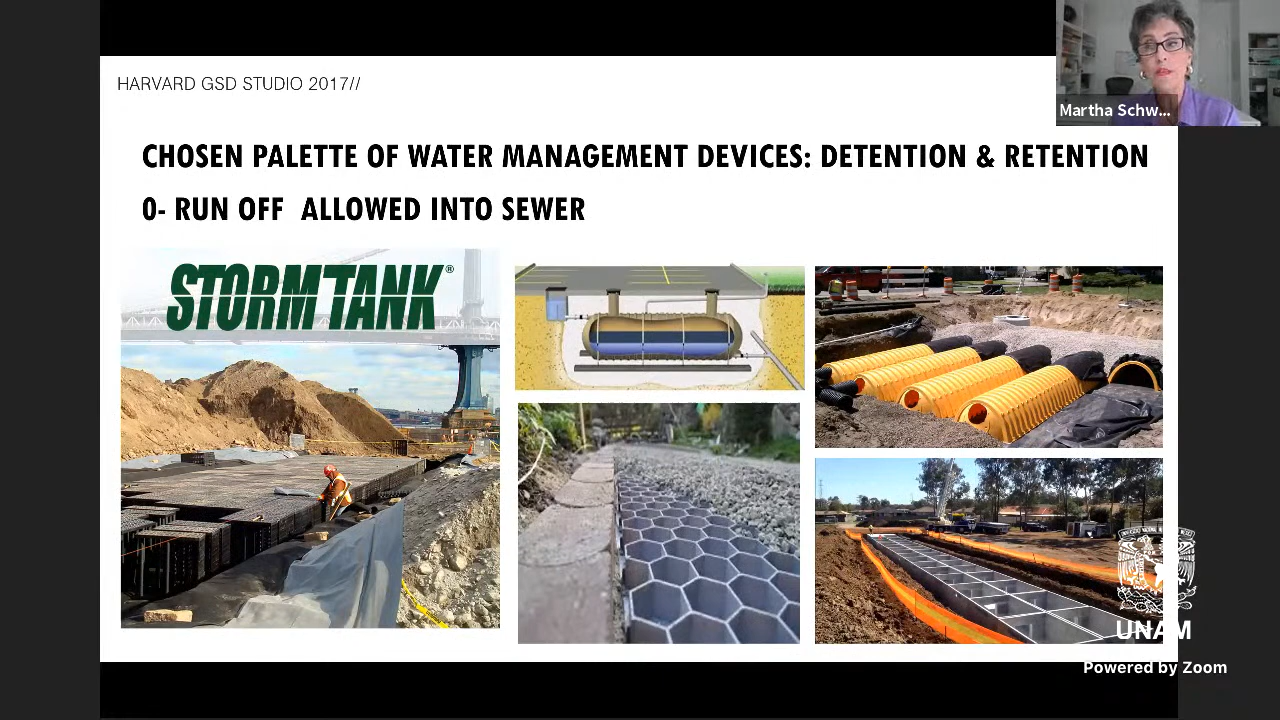 HARVARD GSD STUDIO 2017//
Martha Schw...
CHOSEN PALETTE OF WATER MANAGEMENT DEVICES: DETENTION & RETENTION
0- RUN OFF ALLOWED INTO SEWER
STORMTANK®
UNAM
Powered by Zoom